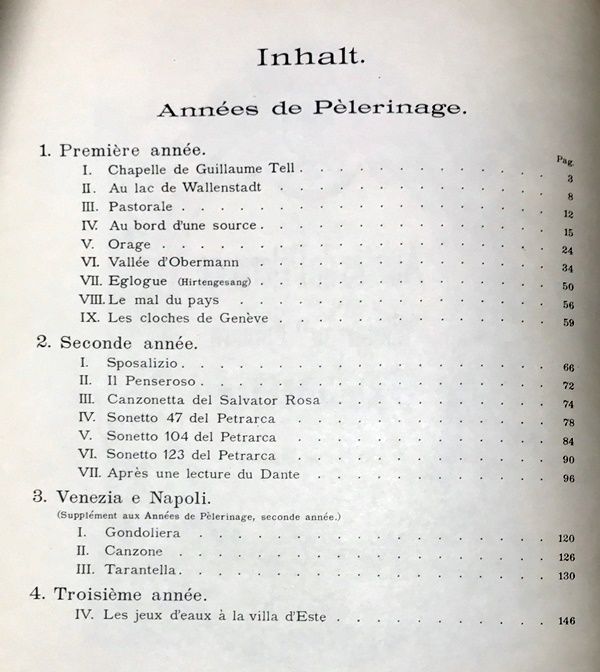 Inhalt.
Années de Pèlerinage.
Pag.
1. Première année.
I. Chapelle de Guillaume Tell . . . . . . . . . . . 3
II. Au lac de Wallenstadt . . . . . . . . . . . 8
III. Pastorale . . . . . . . . . . . 12
IV. Au bord d'une source . . . . . . . . . . . 15
V. Orage . . . . . . . . . . . 24
VI. Vallée d'Obermann . . . . . . . . . . . 34
VII. Eglogue (Hirtengesang) . . . . . . . . . . . 50
VIII. Le mal du pays . . . . . . . . . . . 56
IX. Les cloches de Genève . . . . . . . . . . . 59
2. Seconde année.
I. Sposalizio . . . . . . . . . . . 66
II. Il Penseroso . . . . . . . . . . . 72
III. Canzonetta del Salvator Rosa . . . . . . . . . . . 74
IV. Sonetto 47 del Petrarca . . . . . . . . . . . 78
V. Sonetto 104 del Petrarca . . . . . . . . . . . 84
VI. Sonetto 123 del Petrarca . . . . . . . . . . . 90
VII. Après une lecture du Dante . . . . . . . . . . . 96
3. Venezia e Napoli.
(Supplément aux Années de Pèlerinage, seconde année.)
I. Gondoliera . . . . . . . . . . . 120
II. Canzone . . . . . . . . . . . 126
III. Tarantella . . . . . . . . . . . 130
4. Troisième année.
IV. Les jeux d'eaux à la villa d'Este . . . . . . . . . . . 146